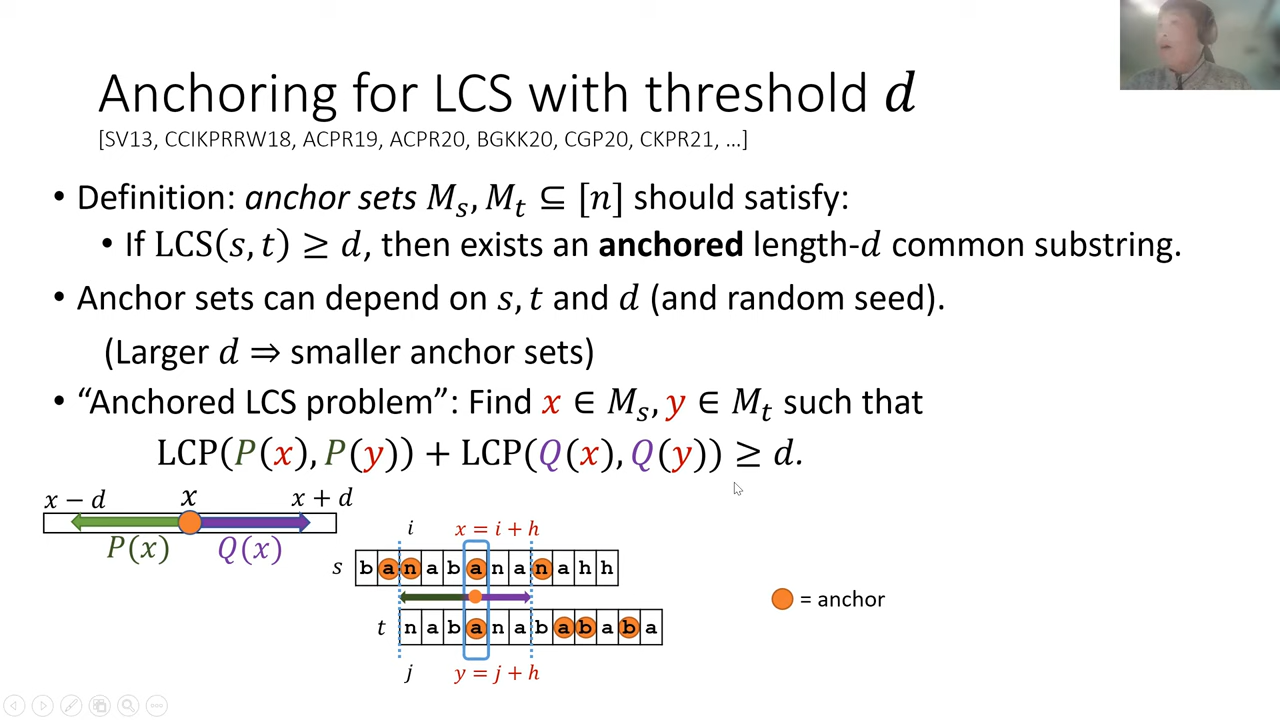 Anchoring for LCS with threshold d
[SV13, CCIKPRRW18, ACPR19, ACPR20, BGKK20, CGP20, CKPR21, …]
• Definition: anchor sets Mₛ, Mₜ ⊆ [n] should satisfy:
• If LCS(s, t) ≥ d, then exists an anchored length-d common substring.
• Anchor sets can depend on s, t and d (and random seed).
(Larger d ⇒ smaller anchor sets)
• “Anchored LCS problem”: Find x ∈ Mₛ, y ∈ Mₜ such that
LCP(P(x), P(y)) + LCP(Q(x), Q(y)) ≥ d.
x − d x x + d
P(x) Q(x)
i x = i + h
s b a n a b a n a n a h h
t n a b a n a b a b a b a
j y = j + h
= anchor